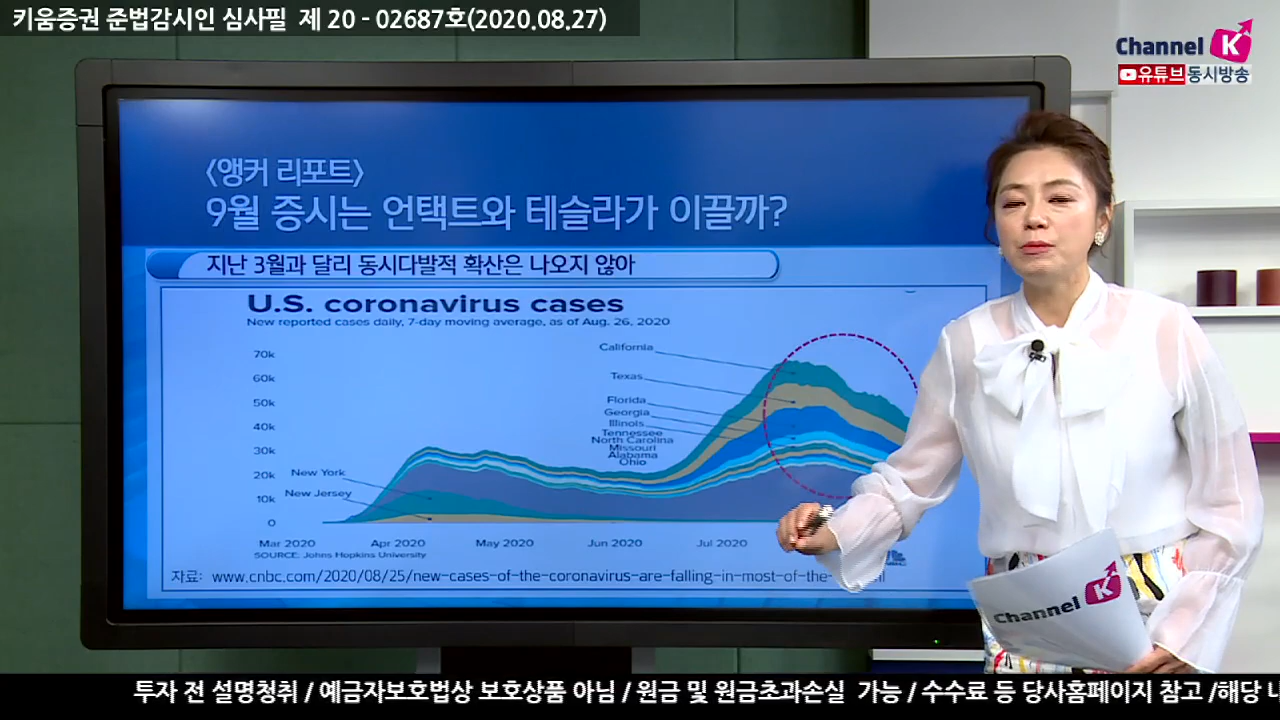 키움증권 준법감시인 심사필 제 20 - 02687호(2020.08.27)
Channel K
유튜브동시방송
<앵커 리포트>
9월 증시는 언택트와 테슬라가 이끌까?
지난 3월과 달리 동시다발적 확산은 나오지 않아
U.S. coronavirus cases
New reported cases daily, 7-day moving average, as of Aug. 26, 2020
70k
60k
50k
40k
30k
20k
10k
0
California
Texas
Florida
Georgia
Illinois
Tennessee
North Carolina
Missouri
Alabama
Ohio
New York
New Jersey
Mar 2020
Apr 2020
May 2020
Jun 2020
Jul 2020
SOURCE: Johns Hopkins University
자료: www.cnbc.com/2020/08/25/new-cases-of-the-coronavirus-are-falling-in-most-of-the-
Channel K
투자 전 설명청취 / 예금자보호법상 보호상품 아님 / 원금 및 원금초과손실 가능 / 수수료 등 당사홈페이지 참고 /해당